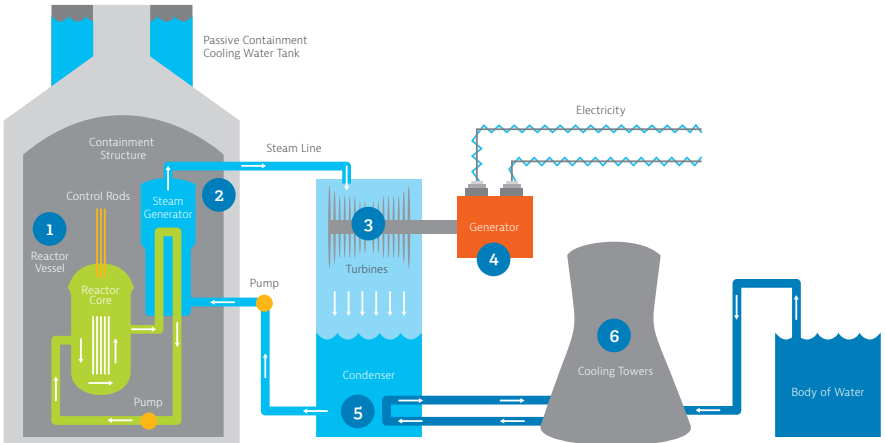 Passive Containment
Cooling Water Tank
Electricity
Containment
Structure
Steam Line
2
Control Rods
Steam
Generator
1
3
Generator
Reactor
Vessel
4
Turbines
Pump
Reactor
Core
6
Cooling Towers
Condenser
Body of Water
Pump
5